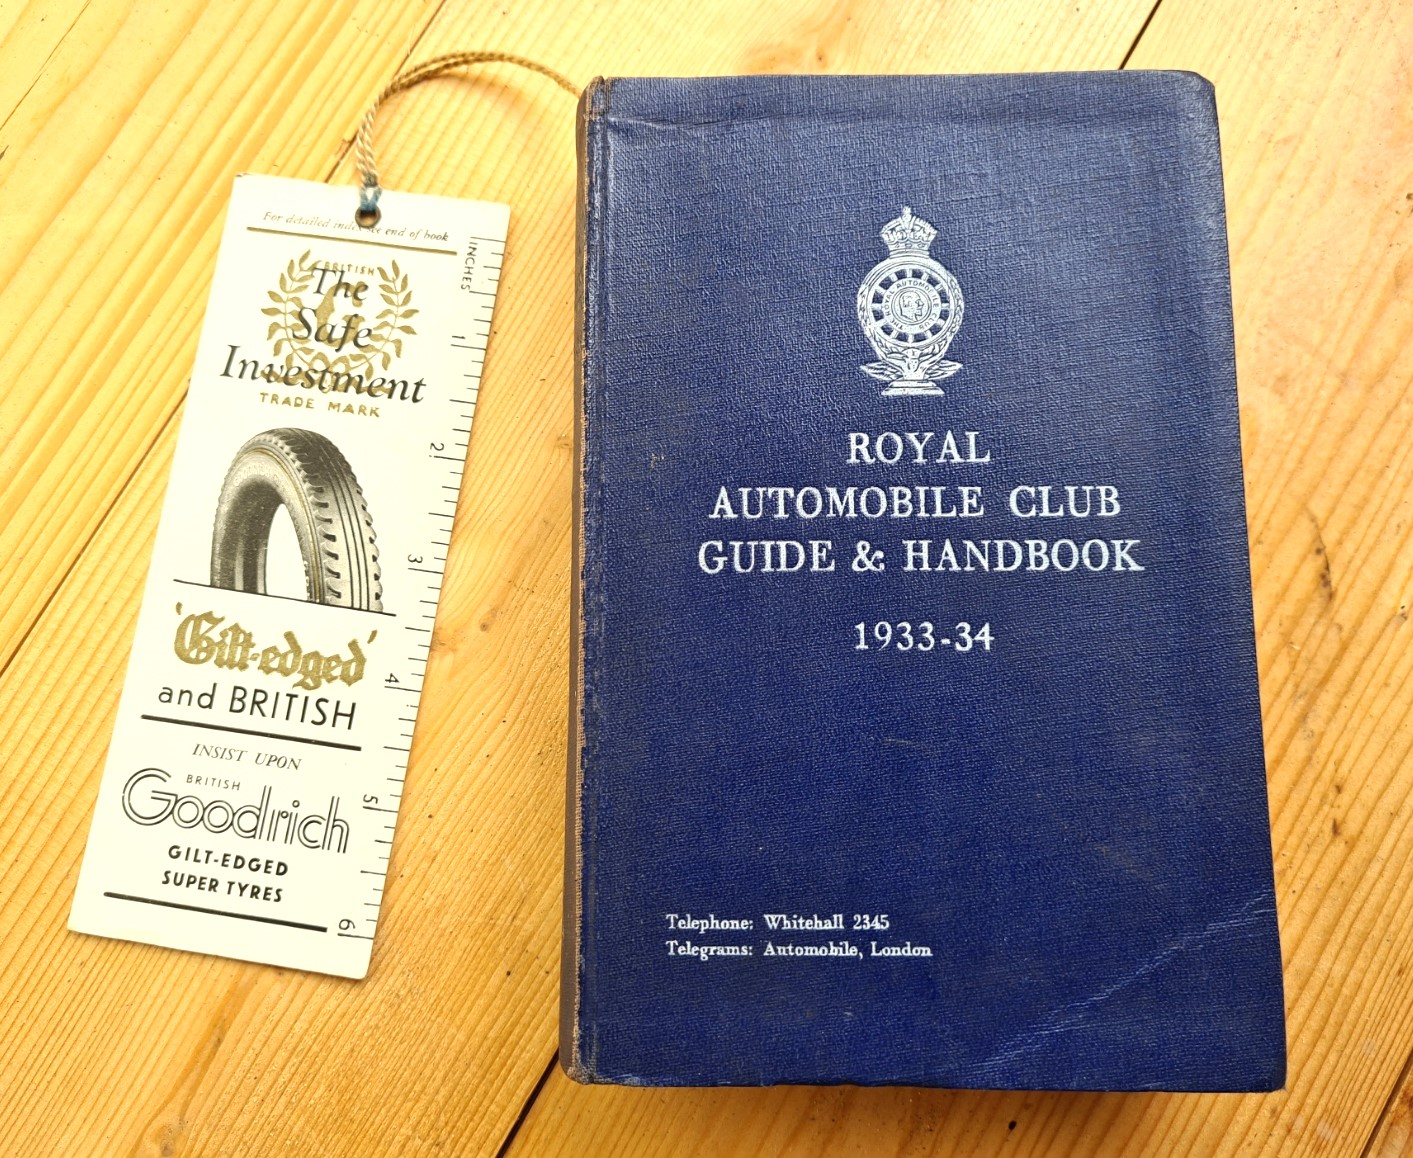 For detailed index see end of book
BRITISH
The
Safe
Investment
TRADE MARK
'Gilt-edged'
and BRITISH
INSIST UPON
BRITISH
Goodrich
GILT-EDGED
SUPER TYRES
INCHES
1
2
3
4
5
6
ROYAL AUTOMOBILE
ROYAL
AUTOMOBILE CLUB
GUIDE & HANDBOOK
1933-34
Telephone: Whitehall 2345
Telegrams: Automobile, London